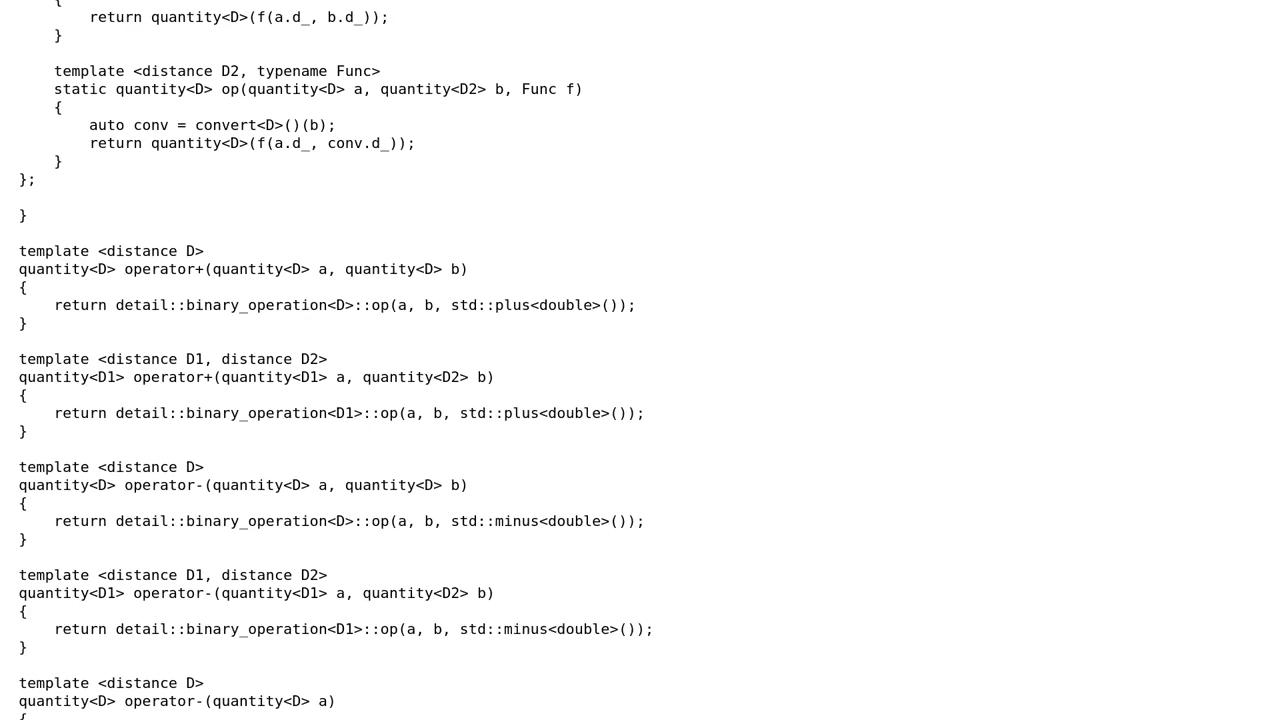 {
        return quantity<D>(f(a.d_, b.d_));
    }

    template <distance D2, typename Func>
    static quantity<D> op(quantity<D> a, quantity<D2> b, Func f)
    {
        auto conv = convert<D>()(b);
        return quantity<D>(f(a.d_, conv.d_));
    }
};

}

template <distance D>
quantity<D> operator+(quantity<D> a, quantity<D> b)
{
    return detail::binary_operation<D>::op(a, b, std::plus<double>());
}

template <distance D1, distance D2>
quantity<D1> operator+(quantity<D1> a, quantity<D2> b)
{
    return detail::binary_operation<D1>::op(a, b, std::plus<double>());
}

template <distance D>
quantity<D> operator-(quantity<D> a, quantity<D> b)
{
    return detail::binary_operation<D>::op(a, b, std::minus<double>());
}

template <distance D1, distance D2>
quantity<D1> operator-(quantity<D1> a, quantity<D2> b)
{
    return detail::binary_operation<D1>::op(a, b, std::minus<double>());
}

template <distance D>
quantity<D> operator-(quantity<D> a)
{